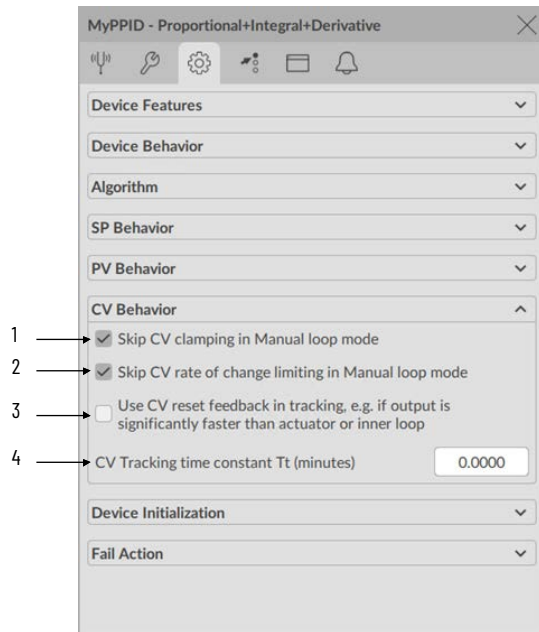 MyPPID - Proportional+Integral+Derivative
Device Features
Device Behavior
Algorithm
SP Behavior
PV Behavior
CV Behavior
1 Skip CV clamping in Manual loop mode
2 Skip CV rate of change limiting in Manual loop mode
3 Use CV reset feedback in tracking, e.g. if output is
significantly faster than actuator or inner loop
4 CV Tracking time constant Tt (minutes) 0.0000
Device Initialization
Fail Action